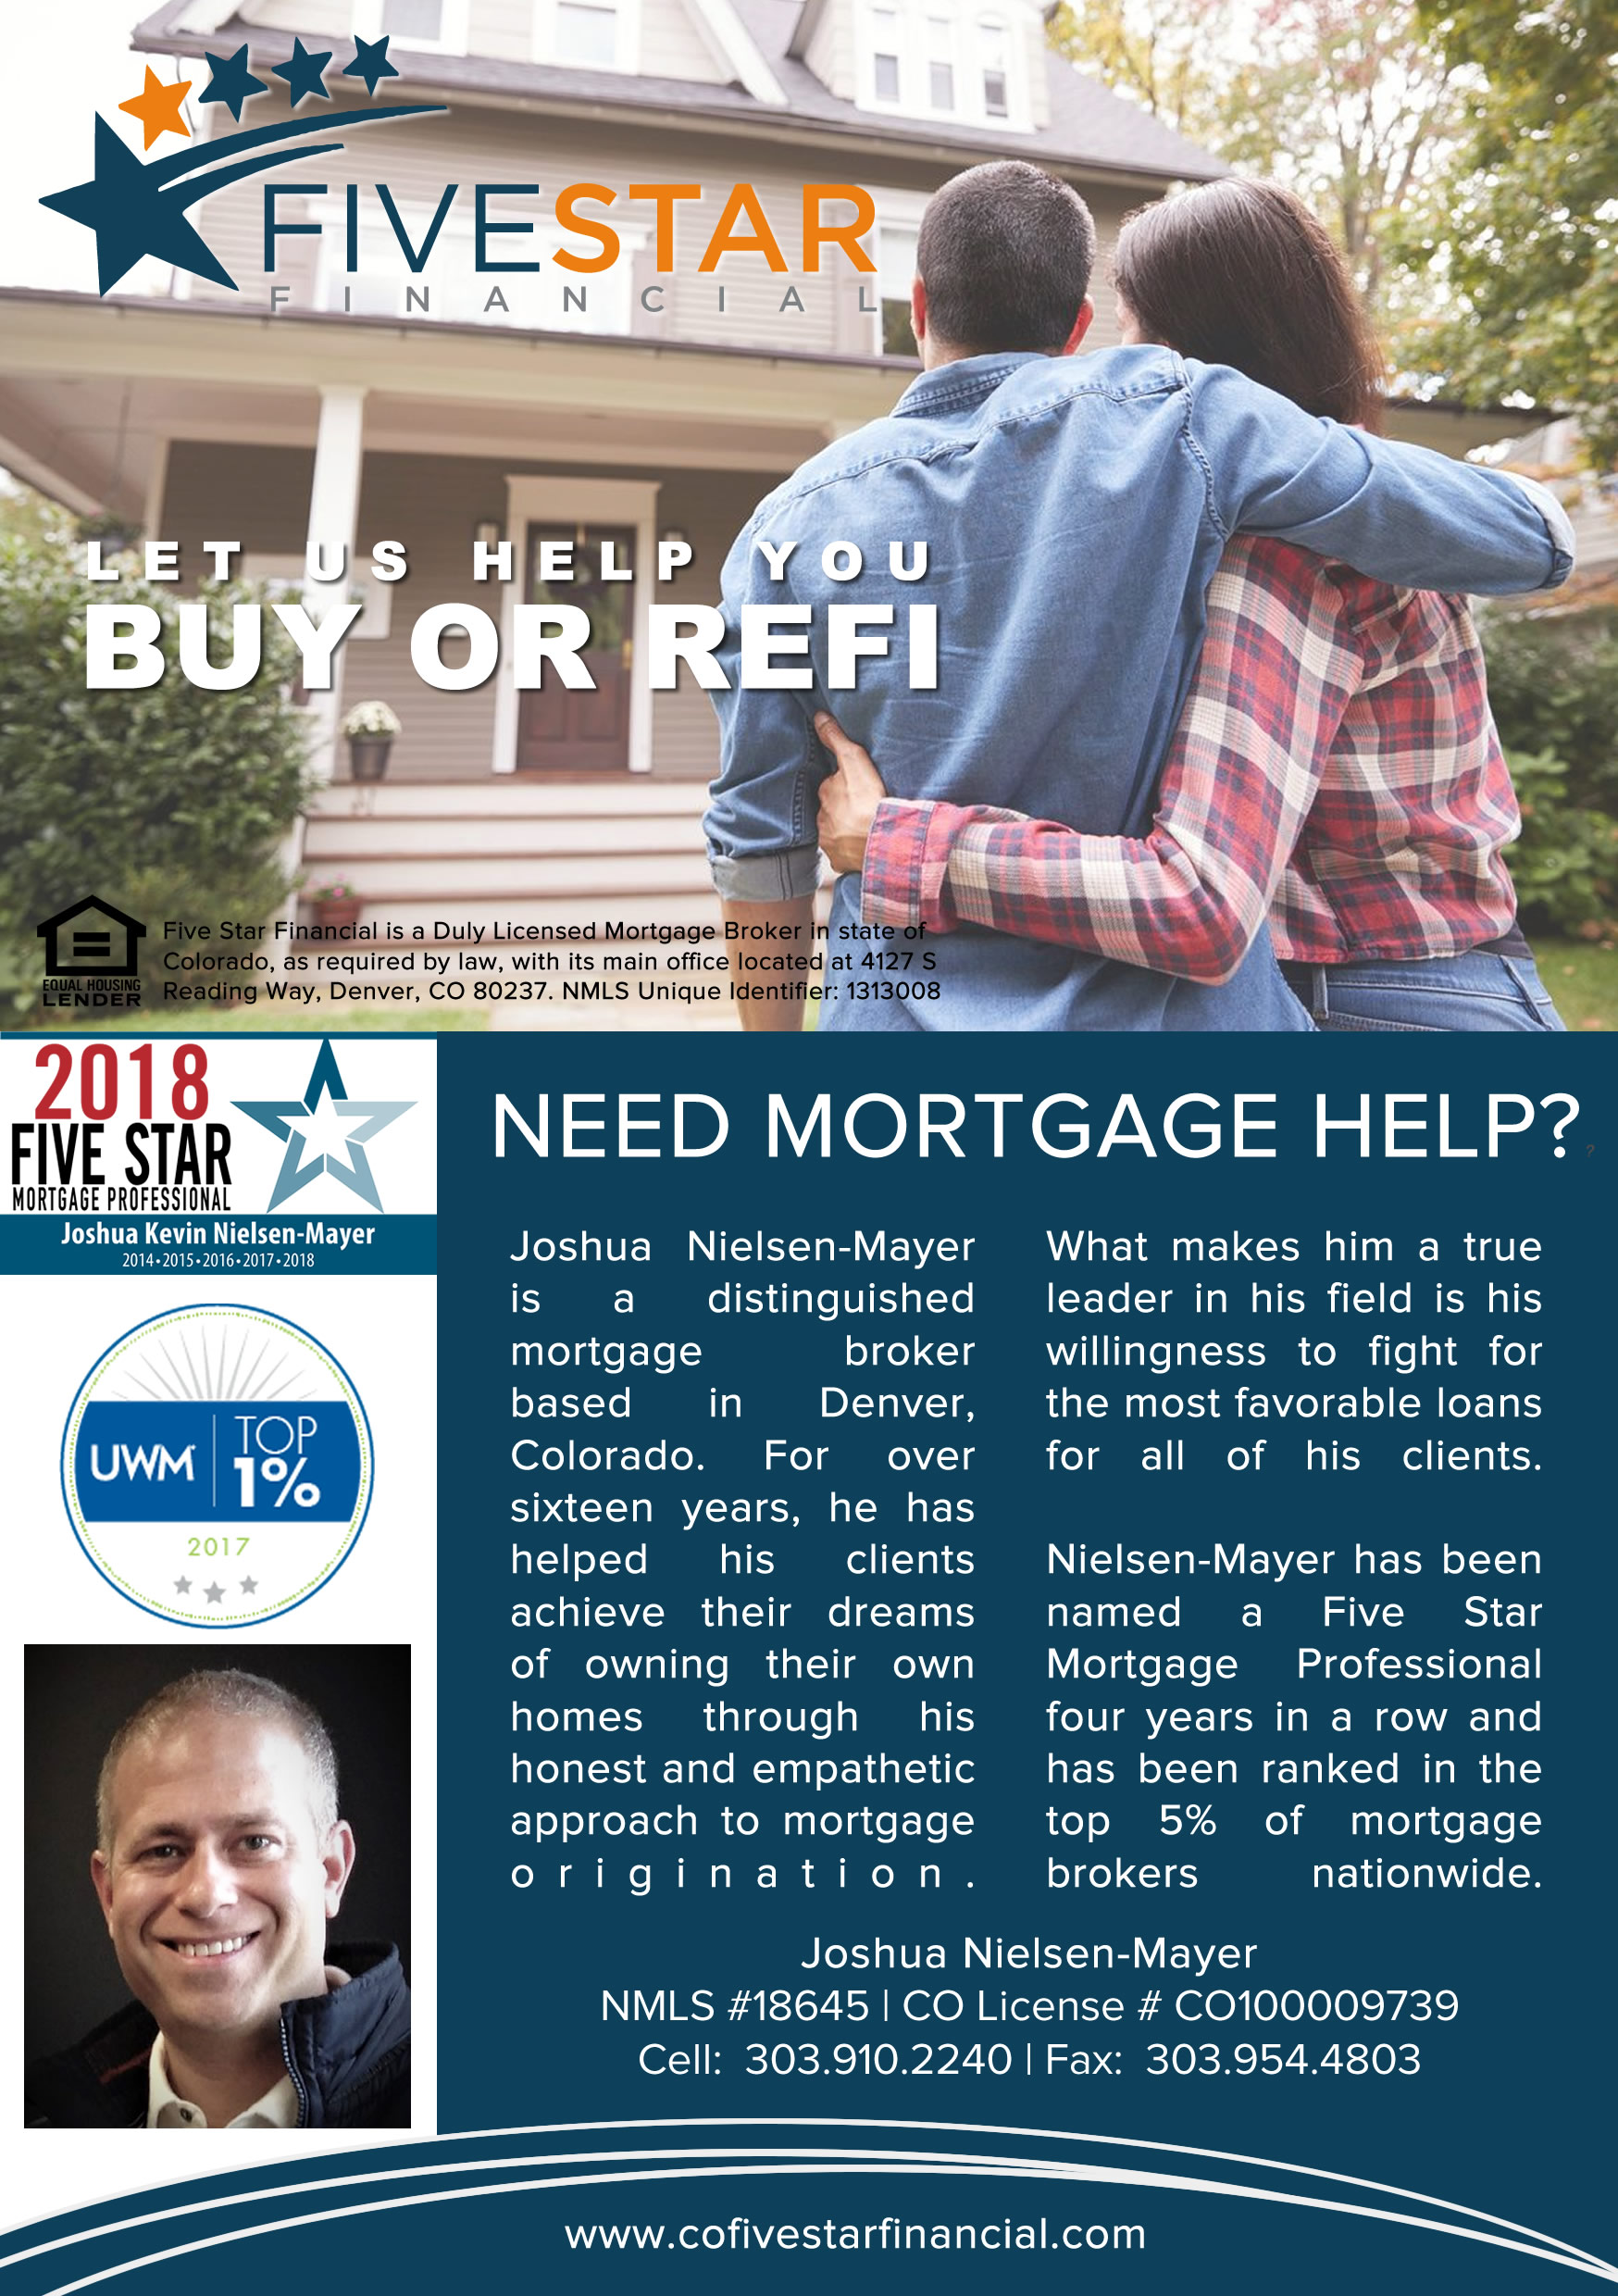 FIVESTAR
FINANCIAL
LET US HELP YOU
BUY OR REFI
EQUAL HOUSING
LENDER
Five Star Financial is a Duly Licensed Mortgage Broker in state of
Colorado, as required by law, with its main office located at 4127 S
Reading Way, Denver, CO 80237. NMLS Unique Identifier: 1313008
2018
FIVE STAR
MORTGAGE PROFESSIONAL
Joshua Kevin Nielsen-Mayer
2014•2015•2016•2017•2018
UWM
TOP
1%
2017
NEED MORTGAGE HELP?
?
Joshua Nielsen-Mayer
is a distinguished
mortgage broker
based in Denver,
Colorado. For over
sixteen years, he has
helped his clients
achieve their dreams
of owning their own
homes through his
honest and empathetic
approach to mortgage
origination.
What makes him a true
leader in his field is his
willingness to fight for
the most favorable loans
for all of his clients.
Nielsen-Mayer has been
named a Five Star
Mortgage Professional
four years in a row and
has been ranked in the
top 5% of mortgage
brokers nationwide.
Joshua Nielsen-Mayer
NMLS #18645 | CO License # CO100009739
Cell: 303.910.2240 | Fax: 303.954.4803
www.cofivestarfinancial.com